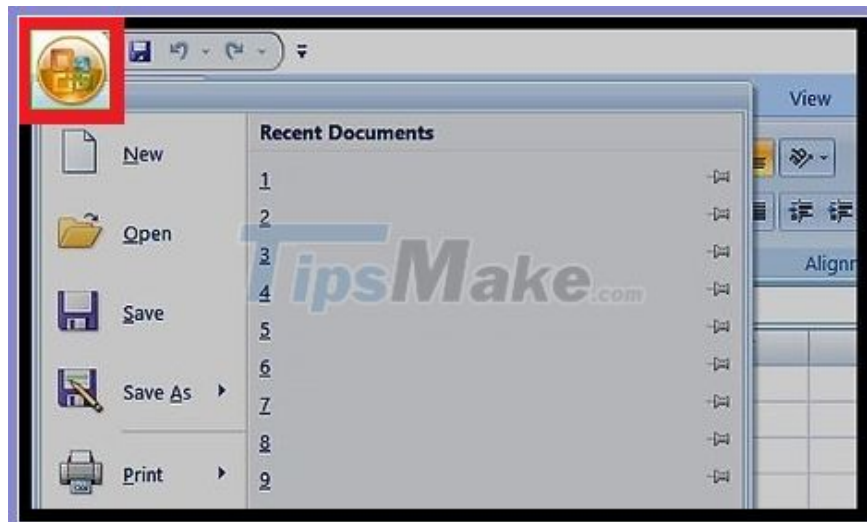 View
Recent Documents
New
1
2
Open
3
Alignm
TipsMake.com
4
Save
5
6
Save As
7
8
Print
9